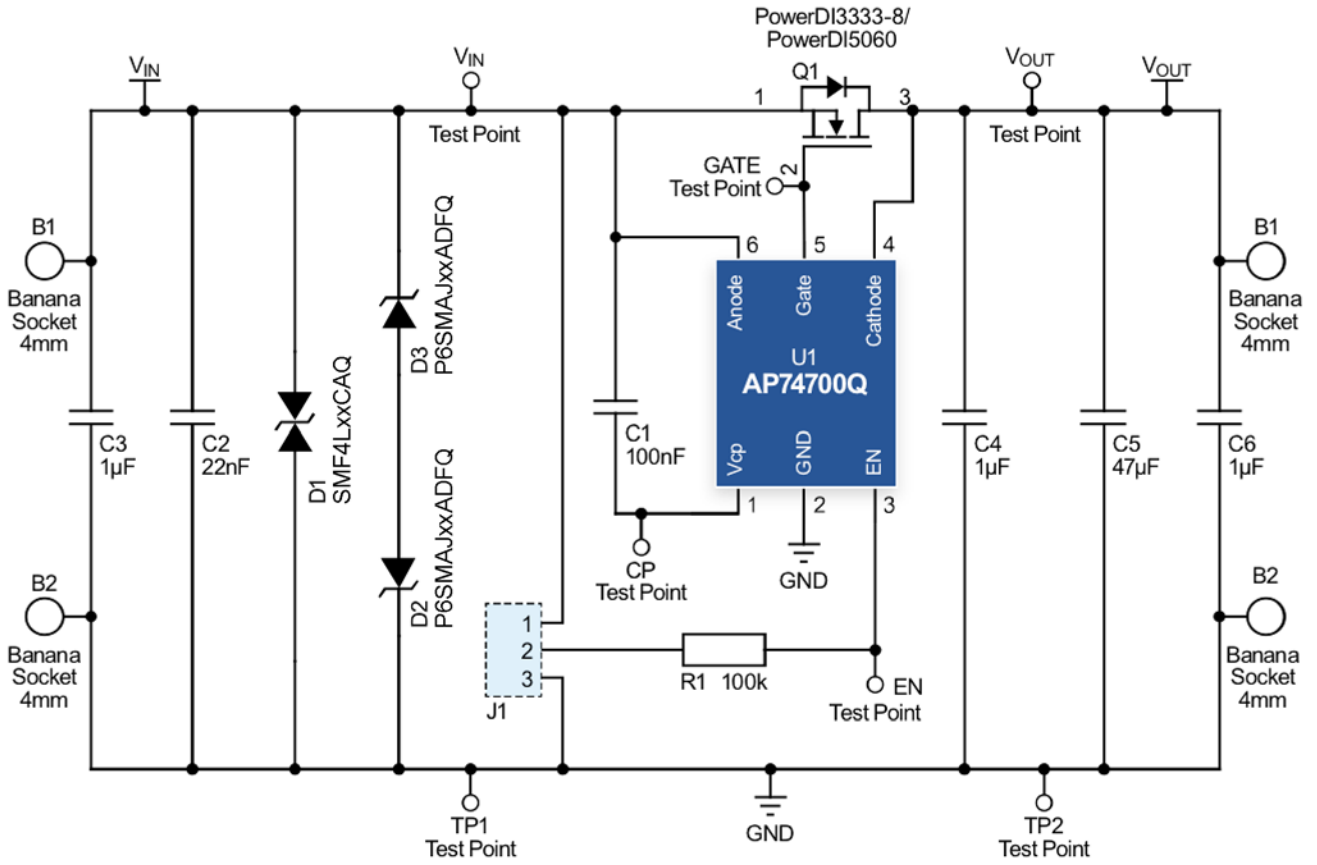 PowerDI3333-8/
PowerDI5060
VIN
VIN
Q1
VOUT
VOUT
1
3
Test Point
Test Point
GATE
Test Point
2
B1
Banana
Socket
4mm
6
5
4
B1
Banana
Socket
4mm
Anode
Gate
Cathode
D3
P6SMAJxxADFQ
U1
AP74700Q
C3
1µF
C2
22nF
D1
SMF4LxxCAQ
C1
100nF
Vcp
GND
EN
C4
1µF
C5
47µF
C6
1µF
D2
P6SMAJxxADFQ
1
2
3
CP
Test Point
GND
B2
Banana
Socket
4mm
B2
Banana
Socket
4mm
1
2
3
J1
R1 100k
EN
Test Point
TP1
Test Point
GND
TP2
Test Point